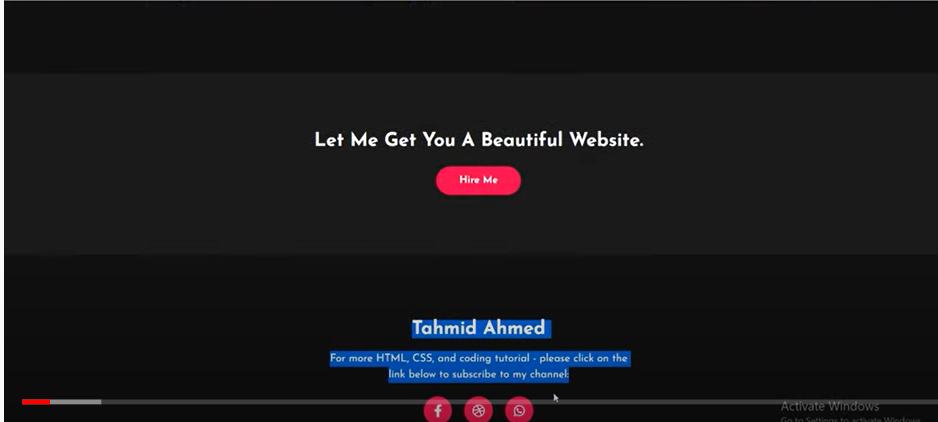 Let Me Get You A Beautiful Website.
Hire Me
Tahmid Ahmed
For more HTML, CSS, and coding tutorial - please click on the
link below to subscribe to my channel:
Activate Windows
Go to Settings to activate Windows.